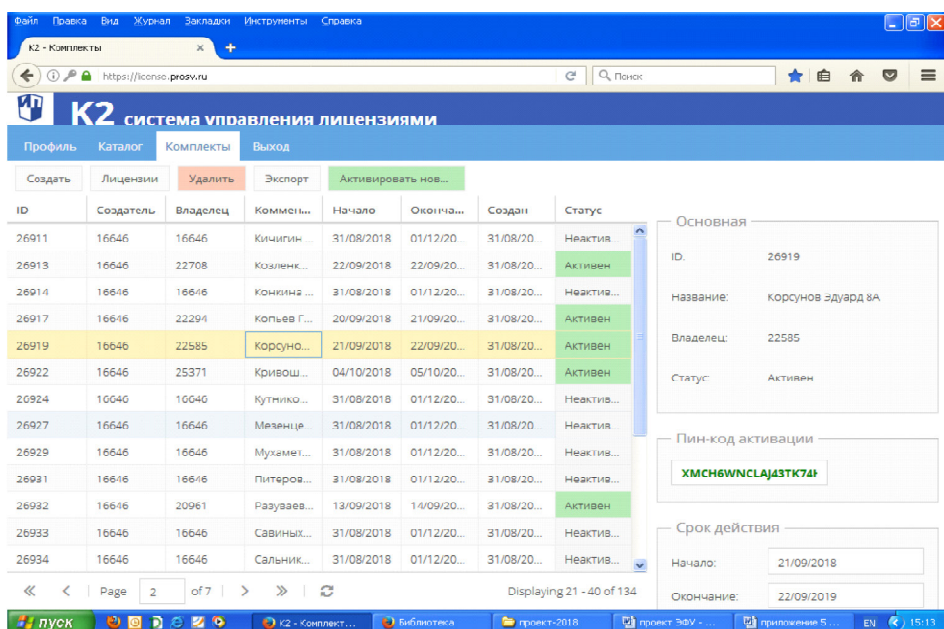 Файл Правка Вид Журнал Закладки Инструменты Справка
К2 - Комплекты
https://license.prosv.ru
Поиск
К2 система управления лицензиями
Профиль Каталог Комплекты Выход
Создать Лицензии Удалить Экспорт Активировать нов...
ID Создатель Владелец Коммен... Начало Оконча... Создан Статус
26911 16646 16646 Кичигин ... 31/08/2018 01/12/20... 31/08/20... Неактив...
26913 16646 22708 Козленк... 22/09/2018 22/09/20... 31/08/20... Активен
26914 16646 16646 Конкина ... 31/08/2018 01/12/20... 31/08/20... Неактив...
26917 16646 22294 Копьев Г... 20/09/2018 21/09/20... 31/08/20... Активен
26919 16646 22585 Корсуно... 21/09/2018 22/09/20... 31/08/20... Активен
26922 16646 25371 Кривош... 04/10/2018 05/10/20... 31/08/20... Активен
26924 16646 16646 Кутнико... 31/08/2018 01/12/20... 31/08/20... Неактив...
26927 16646 16646 Мезенце... 31/08/2018 01/12/20... 31/08/20... Неактив...
26929 16646 16646 Мухамет... 31/08/2018 01/12/20... 31/08/20... Неактив...
26931 16646 16646 Питеров... 31/08/2018 01/12/20... 31/08/20... Неактив...
26932 16646 20961 Разуваев... 13/09/2018 14/09/20... 31/08/20... Активен
26933 16646 16646 Савиных... 31/08/2018 01/12/20... 31/08/20... Неактив...
26934 16646 16646 Сальник... 31/08/2018 01/12/20... 31/08/20... Неактив...
Page 2 of 7 Displaying 21 - 40 of 134
Основная
ID: 26919
Название: Корсунов Эдуард 8А
Владелец: 22585
Статус: Активен
Пин-код активации
XMCH6WNCLAJ43TK74H
Срок действия
Начало: 21/09/2018
Окончание: 22/09/2019
пуск К2 - Комплект... Библиотека проект-2018 проект ЭФУ - ... приложение 5 ... EN 15:13